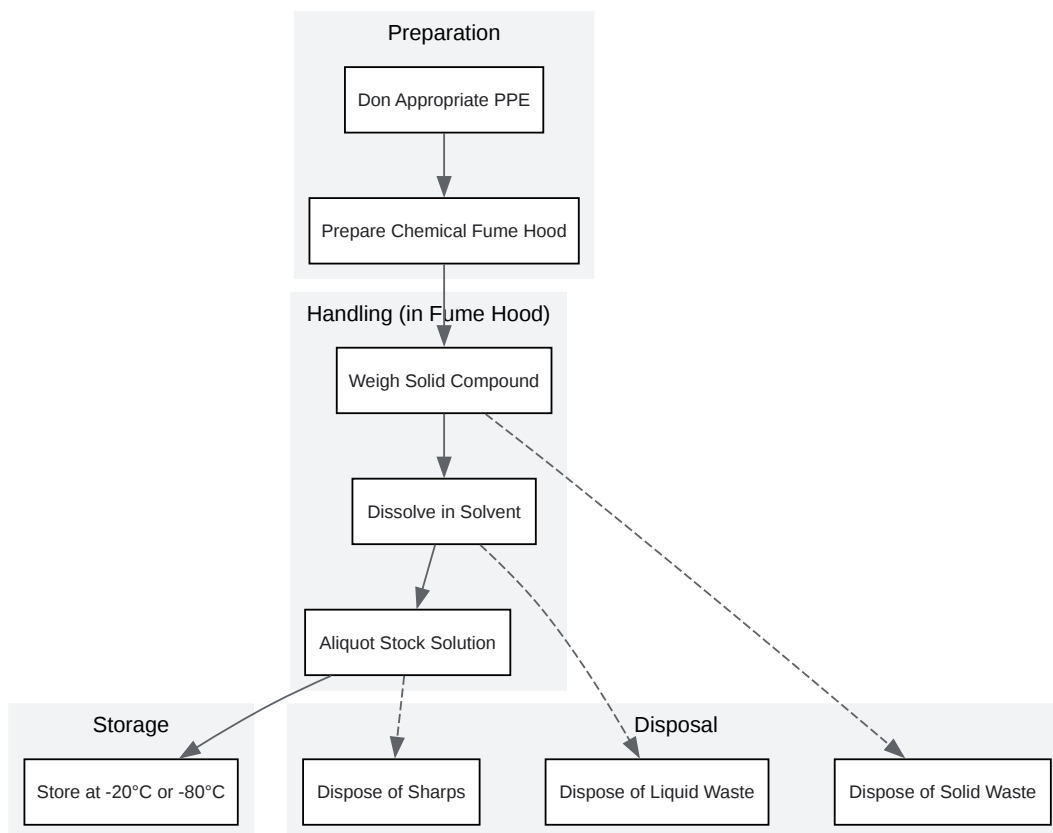 Preparation
Don Appropriate PPE
Prepare Chemical Fume Hood
Handling (in Fume Hood)
Weigh Solid Compound
Dissolve in Solvent
Aliquot Stock Solution
Storage
Store at -20°C or -80°C
Disposal
Dispose of Sharps
Dispose of Liquid Waste
Dispose of Solid Waste